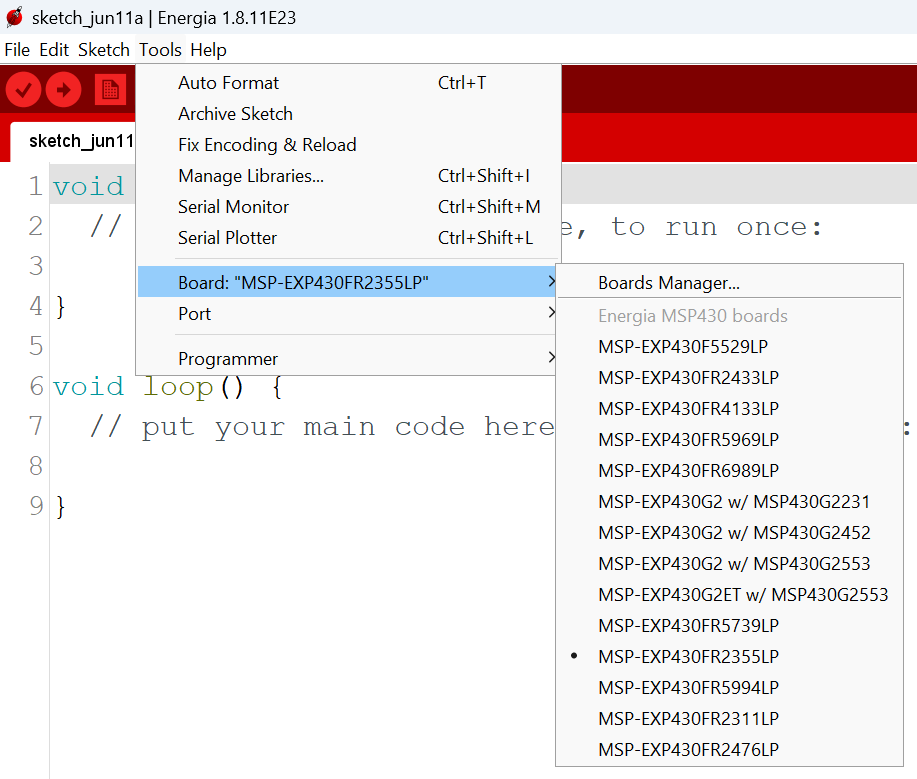 sketch_jun11a | Energia 1.8.11E23
File Edit Sketch Tools Help
sketch_jun11
Auto Format Ctrl+T
Archive Sketch
Fix Encoding & Reload
Manage Libraries... Ctrl+Shift+I
Serial Monitor Ctrl+Shift+M
Serial Plotter Ctrl+Shift+L
Board: "MSP-EXP430FR2355LP"
Port
Programmer
Boards Manager...
Energia MSP430 boards
MSP-EXP430F5529LP
MSP-EXP430FR2433LP
MSP-EXP430FR4133LP
MSP-EXP430FR5969LP
MSP-EXP430FR6989LP
MSP-EXP430G2 w/ MSP430G2231
MSP-EXP430G2 w/ MSP430G2452
MSP-EXP430G2 w/ MSP430G2553
MSP-EXP430G2ET w/ MSP430G2553
MSP-EXP430FR5739LP
• MSP-EXP430FR2355LP
MSP-EXP430FR5994LP
MSP-EXP430FR2311LP
MSP-EXP430FR2476LP
1 void
2 // e, to run once:
3
4 }
5
6 void loop() {
7 // put your main code here :
8
9 }